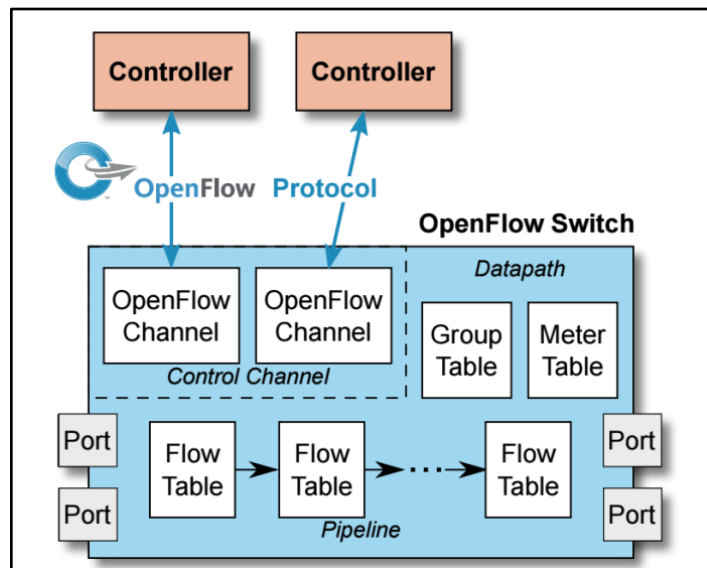 Controller
Controller
OpenFlow Protocol
OpenFlow Switch
Datapath
OpenFlow
Channel
OpenFlow
Channel
Control Channel
Group
Table
Meter
Table
Port
Port
Flow
Table
Flow
Table
Flow
Table
Pipeline
Port
Port